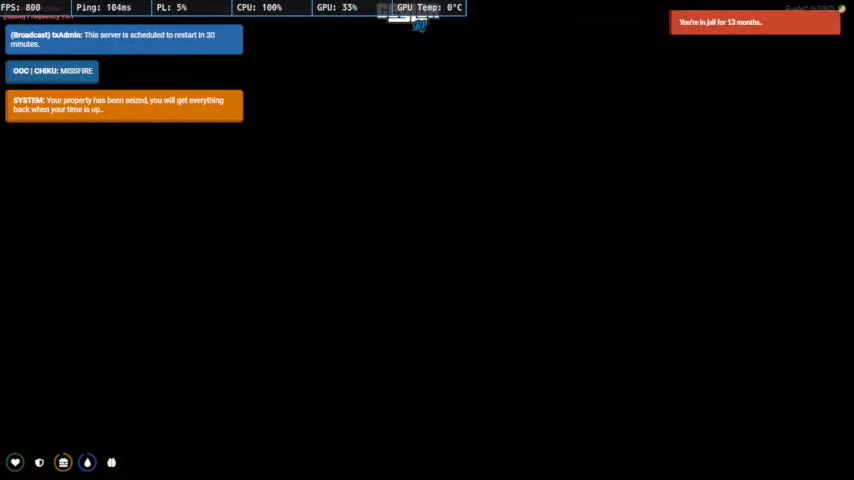 FPS: 800 Ping: 104ms PL: 5% CPU: 100% GPU: 33% GPU Temp: 0°C
You're in jail for 13 months..
(Broadcast) txAdmin: This server is scheduled to restart in 30
minutes.
OOC | CHIKU: MISSFIRE
SYSTEM: Your property has been seized, you will get everything
back when your time is up..